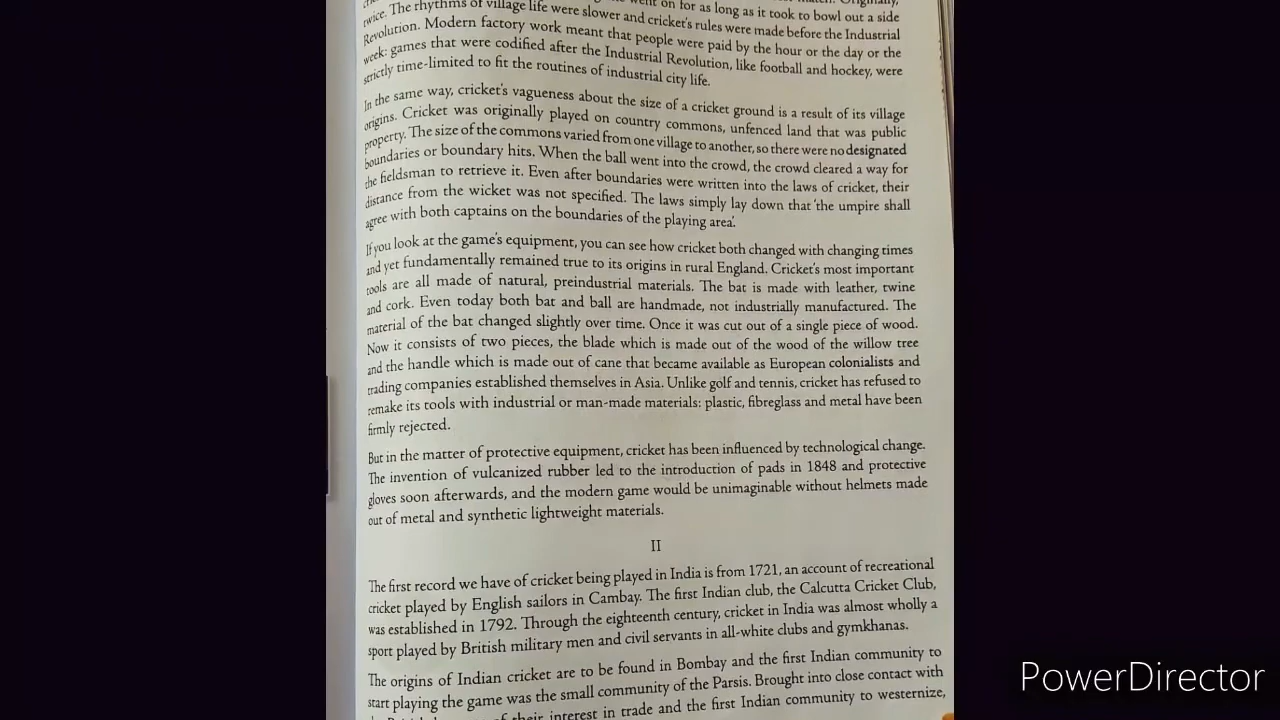 went on for as long as it took to bowl out a side
twice. The rhythms of village life were slower and cricket's rules were made before the Industrial
Revolution. Modern factory work meant that people were paid by the hour or the day or the
week: games that were codified after the Industrial Revolution, like football and hockey, were
strictly time-limited to fit the routines of industrial city life.
In the same way, cricket's vagueness about the size of a cricket ground is a result of its village
origins. Cricket was originally played on country commons, unfenced land that was public
property. The size of the commons varied from one village to another, so there were no designated
boundaries or boundary hits. When the ball went into the crowd, the crowd cleared a way for
the fieldsman to retrieve it. Even after boundaries were written into the laws of cricket, their
distance from the wicket was not specified. The laws simply lay down that 'the umpire shall
agree with both captains on the boundaries of the playing area'.
If you look at the game's equipment, you can see how cricket both changed with changing times
and yet fundamentally remained true to its origins in rural England. Cricket's most important
tools are all made of natural, preindustrial materials. The bat is made with leather, twine
and cork. Even today both bat and ball are handmade, not industrially manufactured. The
material of the bat changed slightly over time. Once it was cut out of a single piece of wood.
Now it consists of two pieces, the blade which is made out of the wood of the willow tree
and the handle which is made out of cane that became available as European colonialists and
trading companies established themselves in Asia. Unlike golf and tennis, cricket has refused to
remake its tools with industrial or man-made materials: plastic, fibreglass and metal have been
firmly rejected.
But in the matter of protective equipment, cricket has been influenced by technological change.
The invention of vulcanized rubber led to the introduction of pads in 1848 and protective
gloves soon afterwards, and the modern game would be unimaginable without helmets made
out of metal and synthetic lightweight materials.
II
The first record we have of cricket being played in India is from 1721, an account of recreational
cricket played by English sailors in Cambay. The first Indian club, the Calcutta Cricket Club,
was established in 1792. Through the eighteenth century, cricket in India was almost wholly a
sport played by British military men and civil servants in all-white clubs and gymkhanas.
The origins of Indian cricket are to be found in Bombay and the first Indian community to
start playing the game was the small community of the Parsis. Brought into close contact with
their interest in trade and the first Indian community to westernize,
PowerDirector